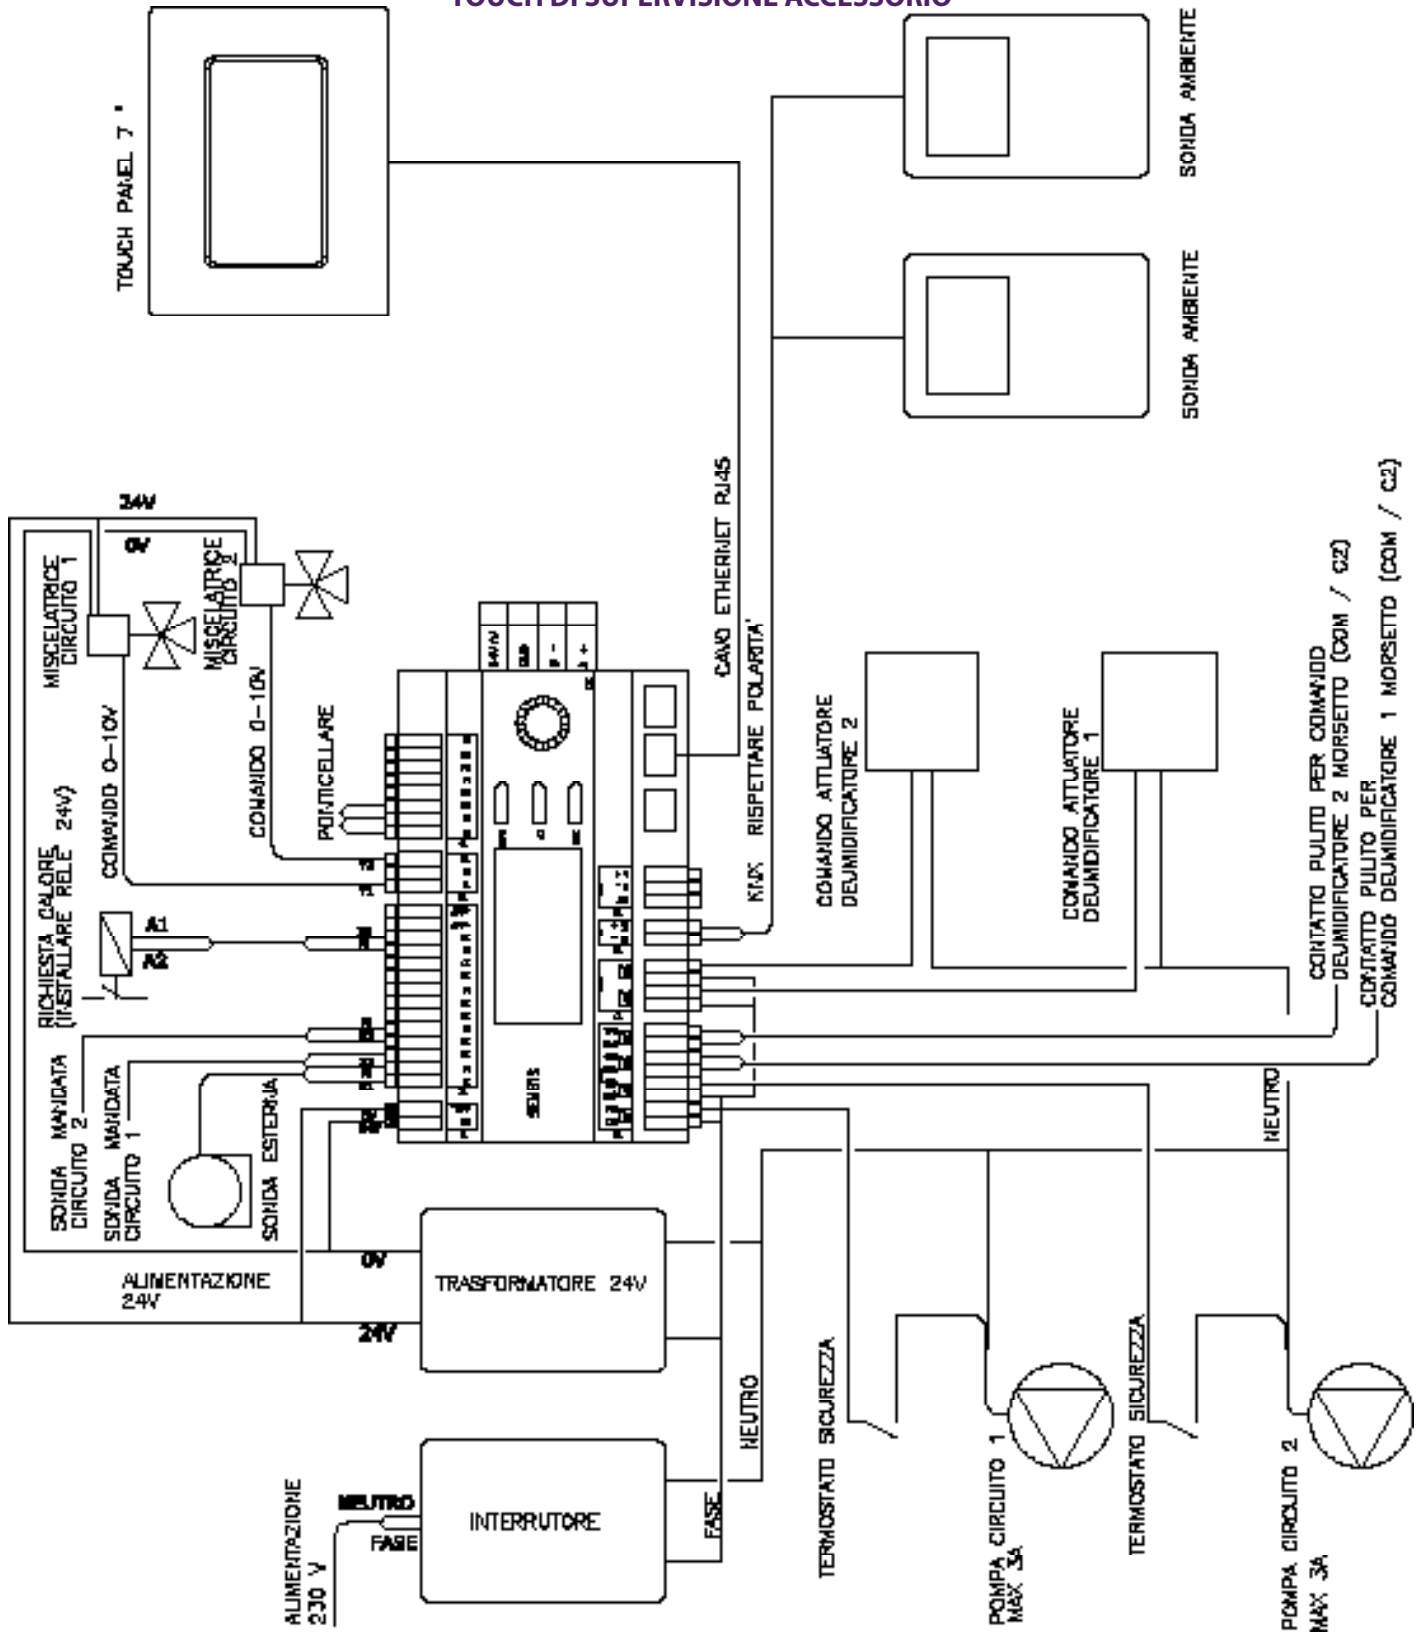 TOUCH DI SUPERVISIONE ACCESSORIO
TOUCH PANEL 7 "
SONDA AMBIENTE
SONDA AMBIENTE
24V
0V
MISCELATRICE
CIRCUITO 1
MISCELATRICE
CIRCUITO 2
CAVO ETHERNET RJ45
KNX RISPETTARE POLARITA'
COMANDO 0-10V
COMANDO 0-10V
PONTICELLARE
RICHIESTA CALORE
(INSTALLARE RELE' 24V)
A1
A2
COMANDO ATTUATORE
DEUMIDIFICATORE 2
COMANDO ATTUATORE
DEUMIDIFICATORE 1
CONTATTO PULITO PER COMANDO
DEUMIDIFICATORE 2 MORSETTO (COM / C2)
CONTATTO PULITO PER
COMANDO DEUMIDIFICATORE 1 MORSETTO (COM / C2)
SONDA MANDATA
CIRCUITO 2
SONDA MANDATA
CIRCUITO 1
SONDA ESTERNA
NEUTRO
ALIMENTAZIONE
24V
0V
24V
TRASFORMATORE 24V
NEUTRO
FASE
ALIMENTAZIONE
230 V
NEUTRO
FASE
INTERRUTORE
TERMOSTATO SICUREZZA
POMPA CIRCUITO 1
MAX 3A
TERMOSTATO SICUREZZA
POMPA CIRCUITO 2
MAX 3A